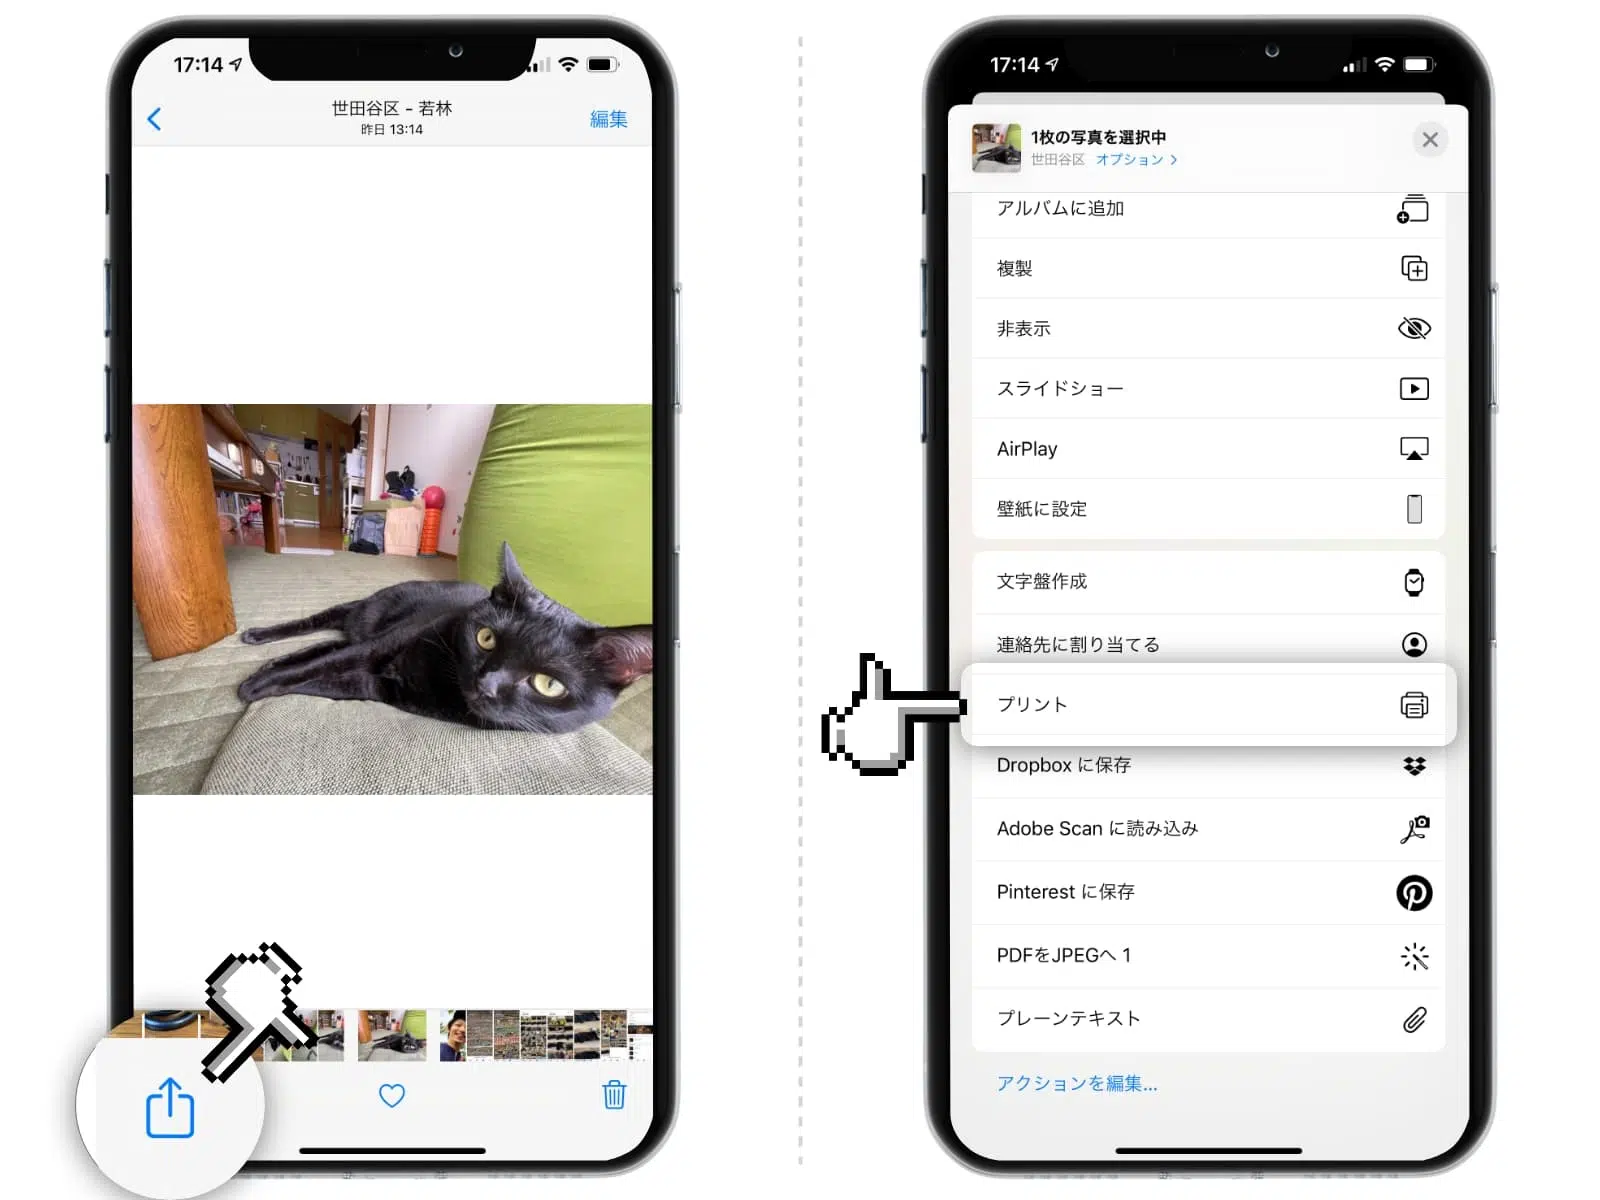 17:14
世田谷区 - 若林
昨日 13:14
編集
17:14
1枚の写真を選択中
世田谷区 オプション
アルバムに追加
複製
非表示
スライドショー
AirPlay
壁紙に設定
文字盤作成
連絡先に割り当てる
プリント
Dropbox に保存
Adobe Scan に読み込み
Pinterest に保存
PDFをJPEGへ 1
プレーンテキスト
アクションを編集...